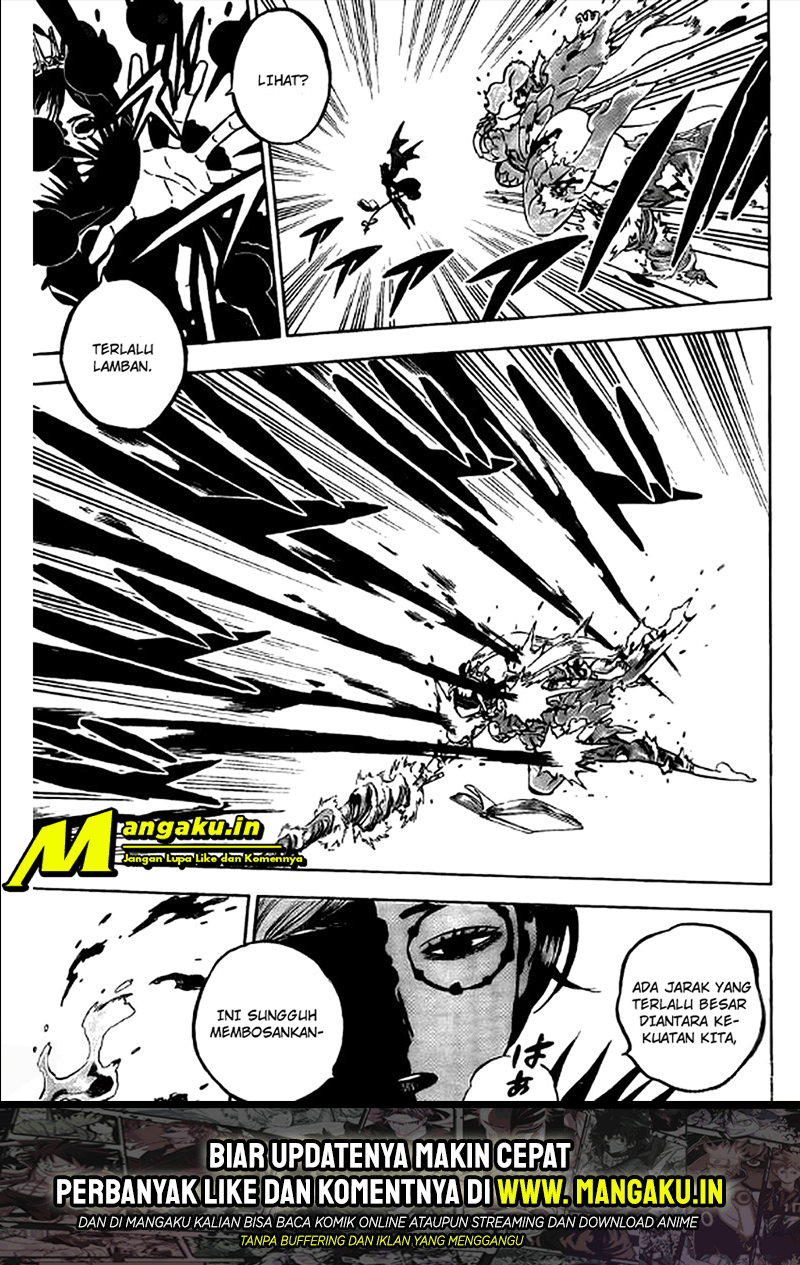 LIHAT?
TERLALU
LAMBAN.
Mangaku.in
Jangan Lupa Like dan Komennya
ADA JARAK YANG
TERLALU BESAR
DIANTARA KE-
KUATAN KITA,
INI SUNGGUH
MEMBOSANKAN-
はぁ
BIAR UPDATENYA MAKIN CEPAT
PERBANYAK LIKE DAN KOMENTNYA DI WWW. MANGAKU.IN
DAN DI MANGAKU KALIAN BISA BACA KOMIK ONLINE ATAUPUN STREAMING DAN DOWNLOAD ANIME
TANPA BUFFERING DAN IKLAN YANG MENGGANGU